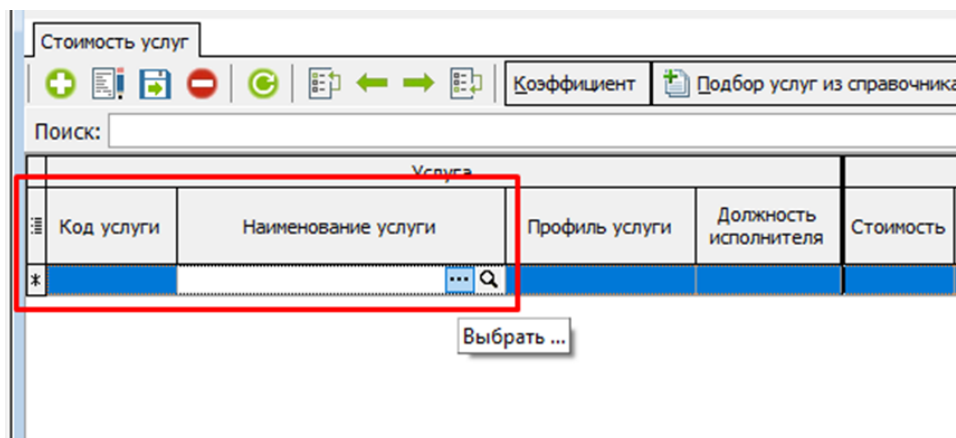 Стоимость услуг
Коэффициент Подбор услуг из справочника
Поиск:
Услуга
Код услуги Наименование услуги Профиль услуги Должность исполнителя Стоимость
* ...
Выбрать ...